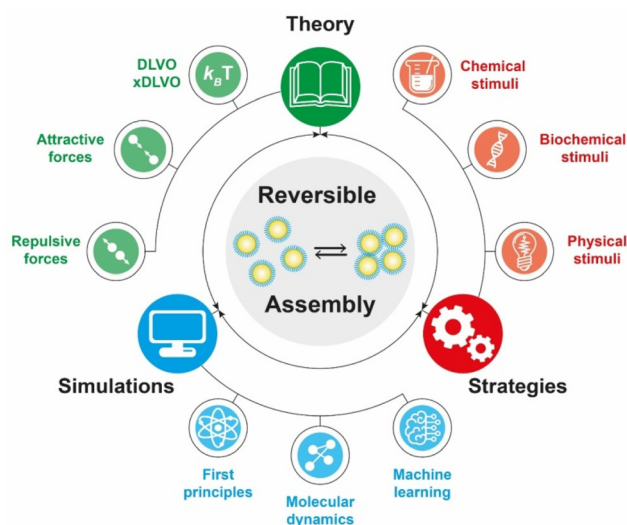 Theory
DLVO
xDLVO
k_BT
Chemical
stimuli
Attractive
forces
Biochemical
stimuli
Reversible
Repulsive
forces
Physical
stimuli
Assembly
Simulations
Strategies
First
principles
Molecular
dynamics
Machine
learning